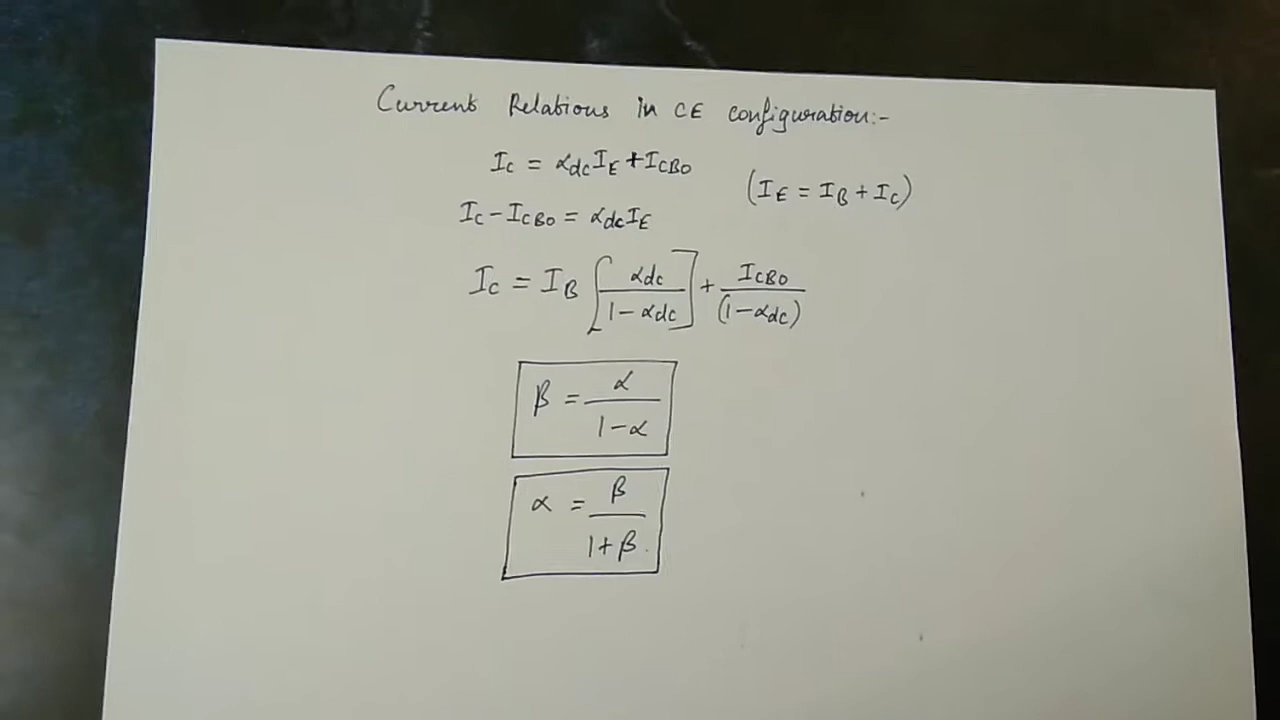 Current Relations in CE configuration:-
Ic = αdc IE + ICBO
(IE = IB + Ic)
Ic - ICBO = αdc IE
Ic = IB [αdc / 1 - αdc] + ICBO / (1 - αdc)
β = α / 1 - α
α = β / 1 + β.